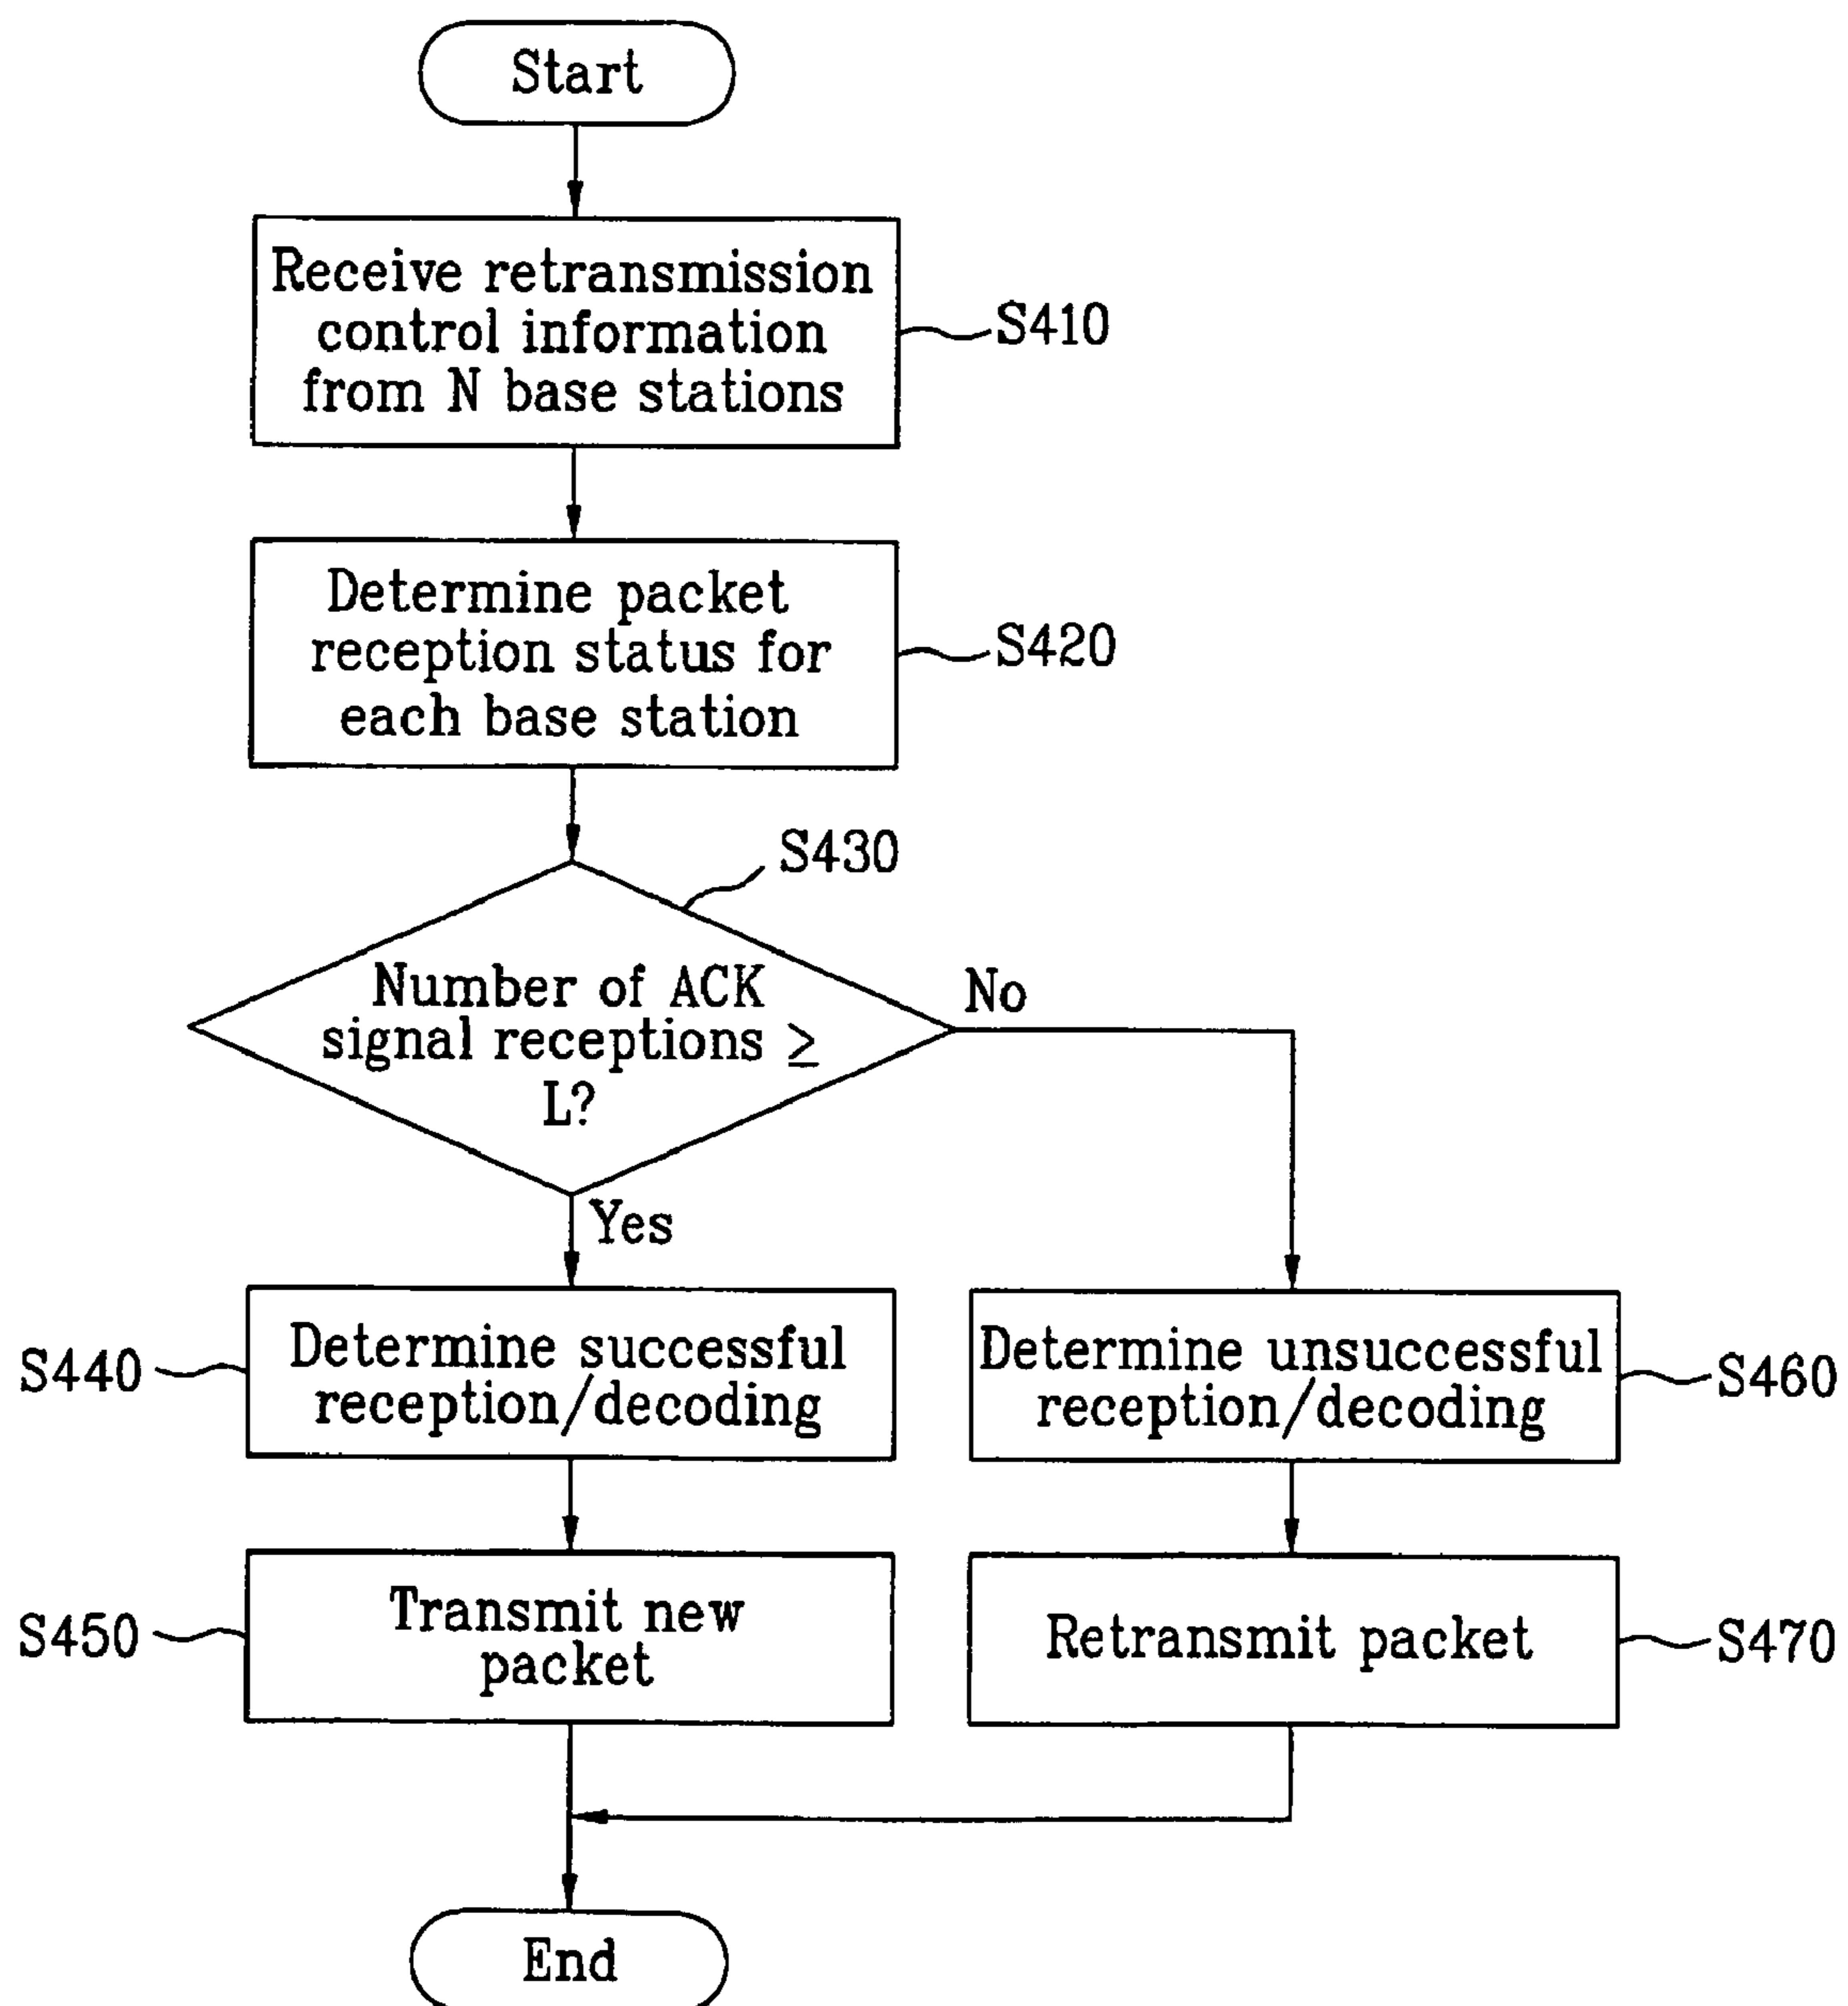 Start
Receive retransmission
control information
from N base stations
S410
Determine packet
reception status for
each base station
S420
S430
Number of ACK
signal receptions ≥
L?
No
Yes
S440
Determine successful
reception/decoding
Determine unsuccessful
reception/decoding
S460
S450
Transmit new
packet
Retransmit packet
S470
End